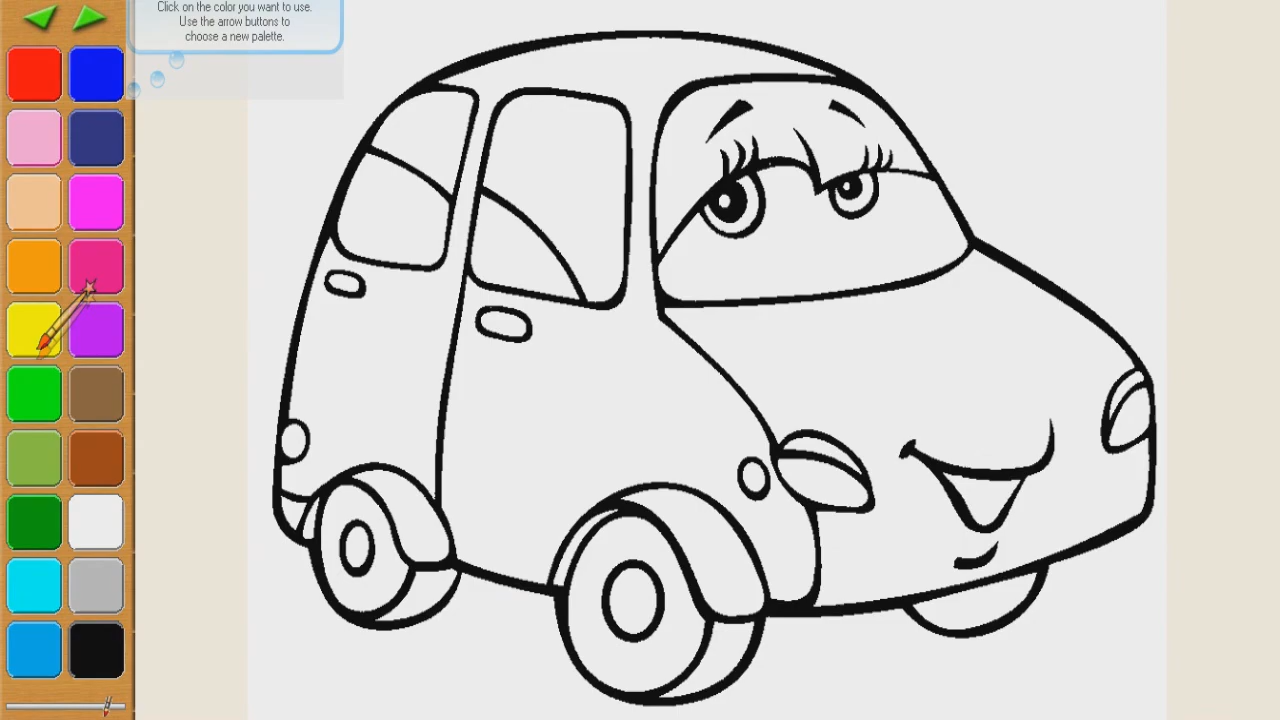 Click on the color you want to use.
Use the arrow buttons to
choose a new palette.